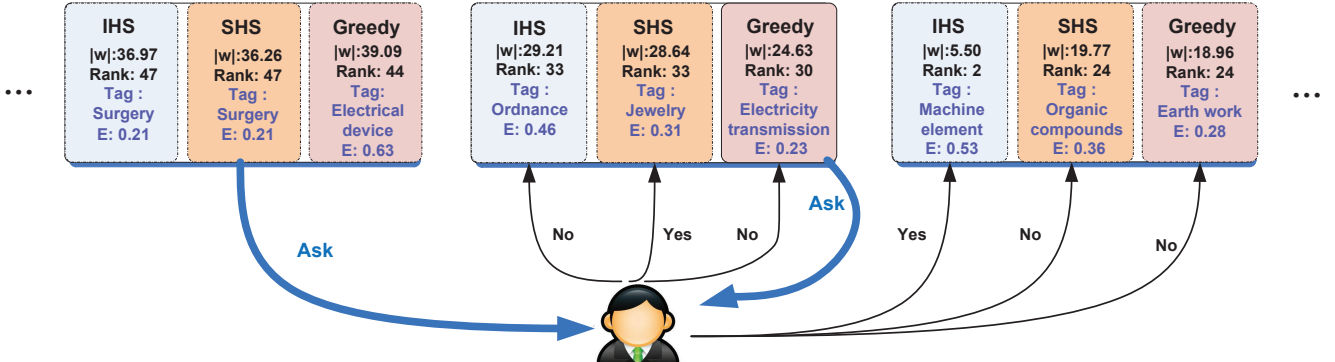 IHS
|w|:36.97
Rank: 47
Tag :
Surgery
E: 0.21
SHS
|w|:36.26
Rank: 47
Tag :
Surgery
E: 0.21
Greedy
|w|:39.09
Rank: 44
Tag:
Electrical
device
E: 0.63
IHS
|w|:29.21
Rank: 33
Tag :
Ordnance
E: 0.46
SHS
|w|:28.64
Rank: 33
Tag :
Jewelry
E: 0.31
Greedy
|w|:24.63
Rank: 30
Tag :
Electricity
transmission
E: 0.23
IHS
|w|:5.50
Rank: 2
Tag :
Machine
element
E: 0.53
SHS
|w|:19.77
Rank: 24
Tag :
Organic
compounds
E: 0.36
Greedy
|w|:18.96
Rank: 24
Tag :
Earth work
E: 0.28
...
...
Ask
No
Yes
No
Ask
Yes
No
No